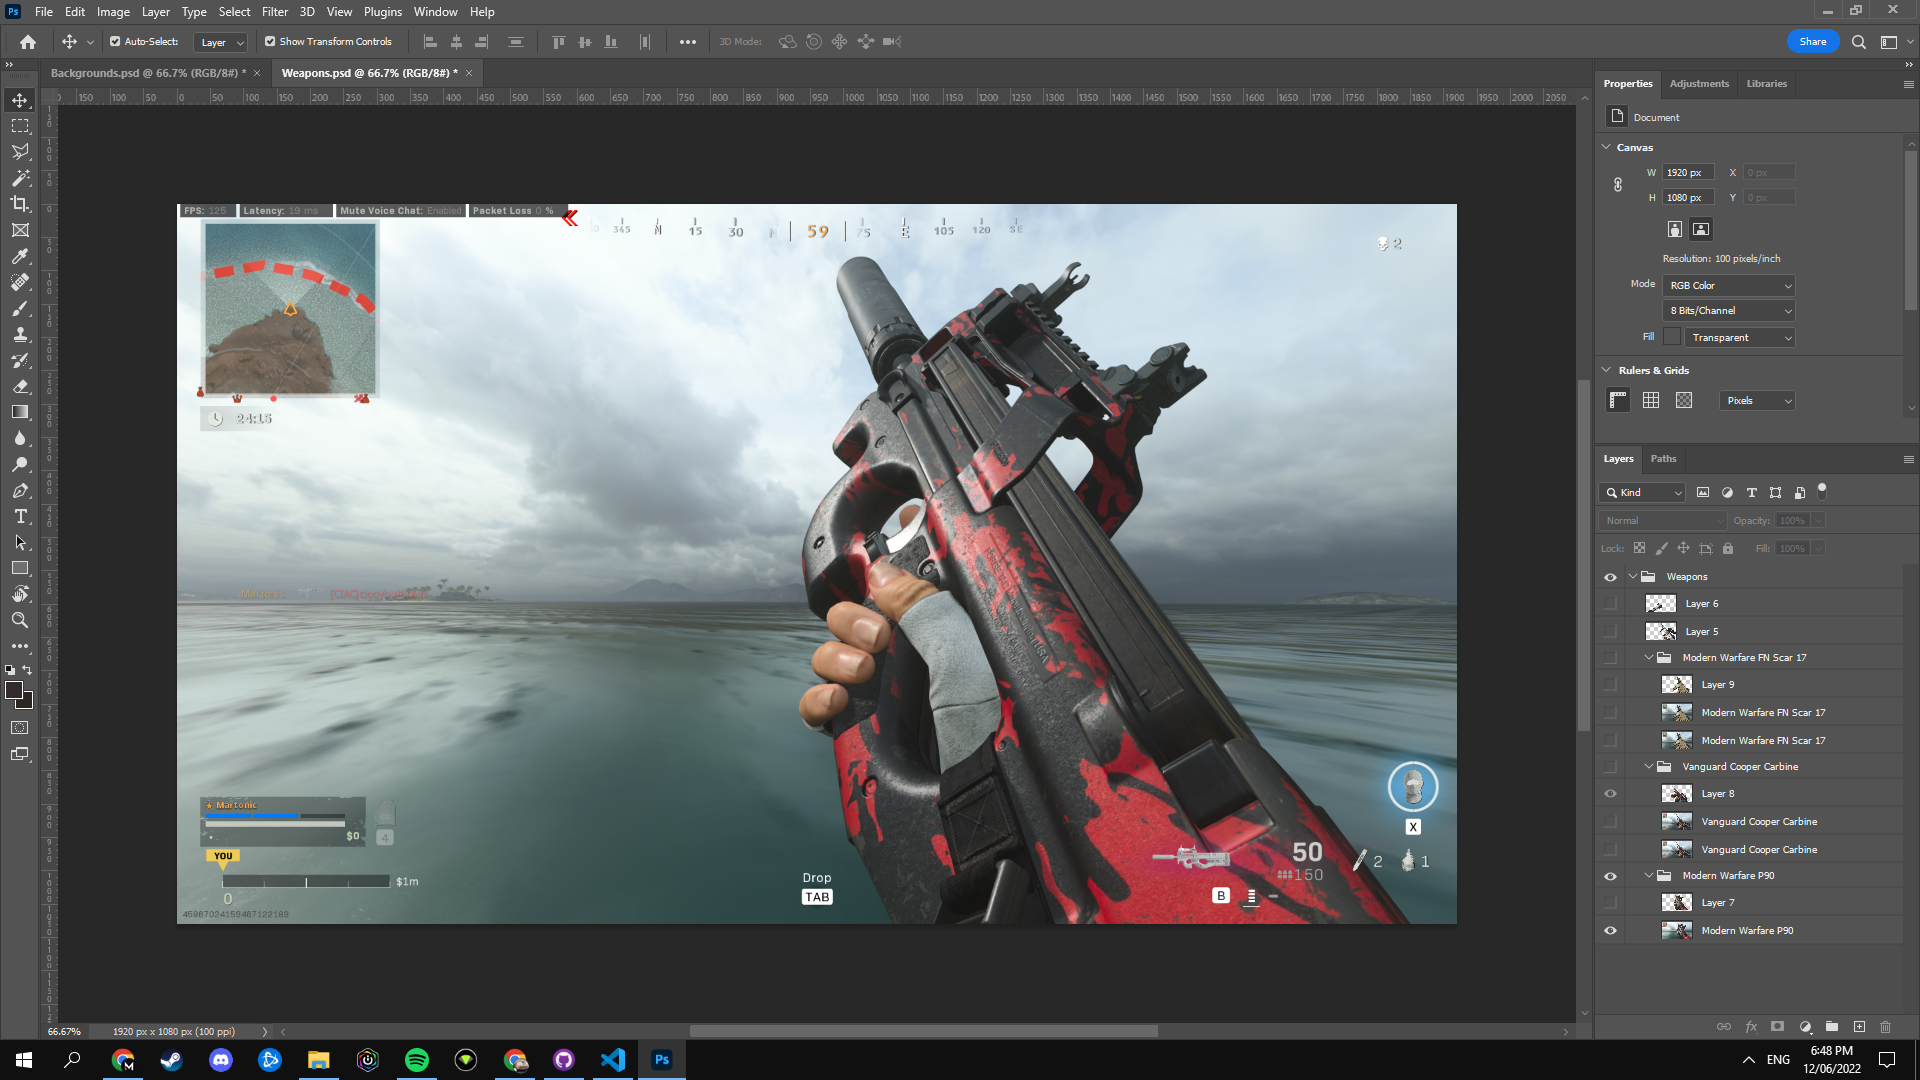 Ps File Edit Image Layer Type Select Filter 3D View Plugins Window Help
Auto-Select: Layer Show Transform Controls 3D Mode: Share
Backgrounds.psd @ 66.7% (RGB/8#) * Weapons.psd @ 66.7% (RGB/8#) *
150 100 50 0 50 100 150 200 250 300 350 400 450 500 550 600 650 700 750 800 850 900 950 1000 1050 1100 1150 1200 1250 1300 1350 1400 1450 1500 1550 1600 1650 1700 1750 1800 1850 1900 1950 2000 2050
FPS: 125 Latency: 19 ms Mute Voice Chat: Enabled Packet Loss 0 %
345 N 15 30 59 75 E 105 120 SE
2
24:15
Martonic
$0
4
YOU
$1m
0
45867024159467122189
Drop
TAB
X
50
150
2
1
B
Properties Adjustments Libraries
Document
Canvas
W 1920 px X 0 px
H 1080 px Y 0 px
Resolution: 100 pixels/inch
Mode RGB Color
8 Bits/Channel
Fill Transparent
Rulers & Grids
Pixels
Layers Paths
Kind
Normal Opacity: 100%
Lock: Fill: 100%
Weapons
Layer 6
Layer 5
Modern Warfare FN Scar 17
Layer 9
Modern Warfare FN Scar 17
Modern Warfare FN Scar 17
Vanguard Cooper Carbine
Layer 8
Vanguard Cooper Carbine
Vanguard Cooper Carbine
Modern Warfare P90
Layer 7
Modern Warfare P90
66.67% 1920 px x 1080 px (100 ppi)
Ps
ENG
6:48 PM
12/06/2022